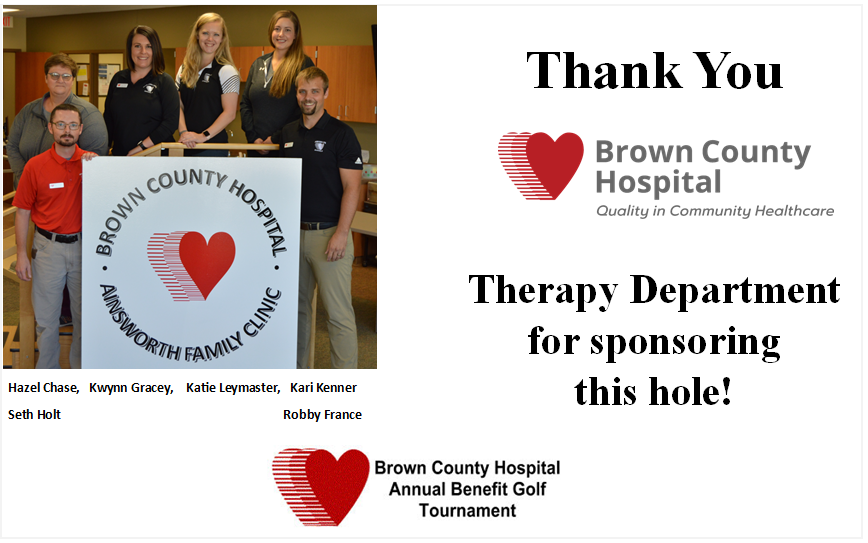 BROWN COUNTY HOSPITAL
AINSWORTH FAMILY CLINIC
Hazel Chase, Kwynn Gracey, Katie Leymaster, Kari Kenner
Seth Holt Robby France
Thank You
Brown County
Hospital
Quality in Community Healthcare
Therapy Department
for sponsoring
this hole!
Brown County Hospital
Annual Benefit Golf
Tournament